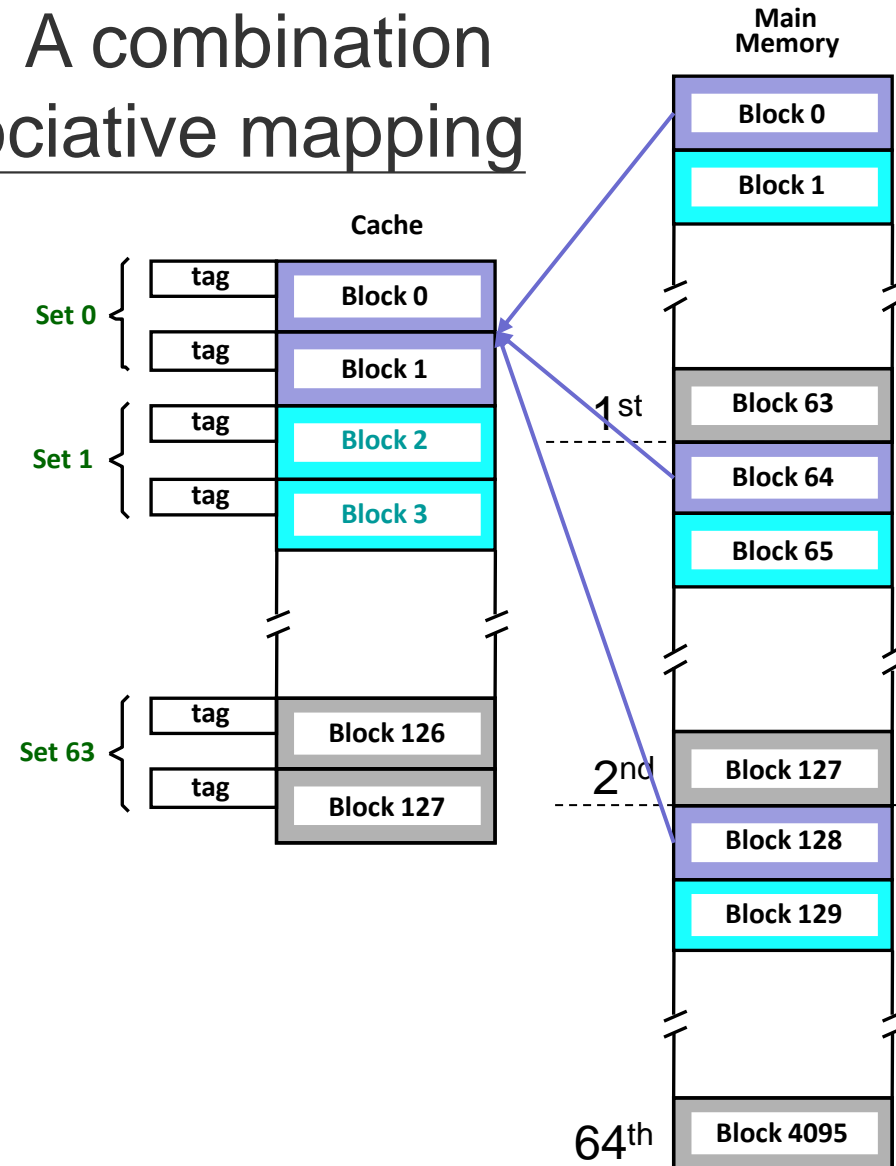 A combination
ociative mapping
Cache
Set 0
tag
Block 0
tag
Block 1
Set 1
tag
Block 2
tag
Block 3
Set 63
tag
Block 126
tag
Block 127
Main
Memory
Block 0
Block 1
1st
Block 63
Block 64
Block 65
2nd
Block 127
Block 128
Block 129
64th
Block 4095